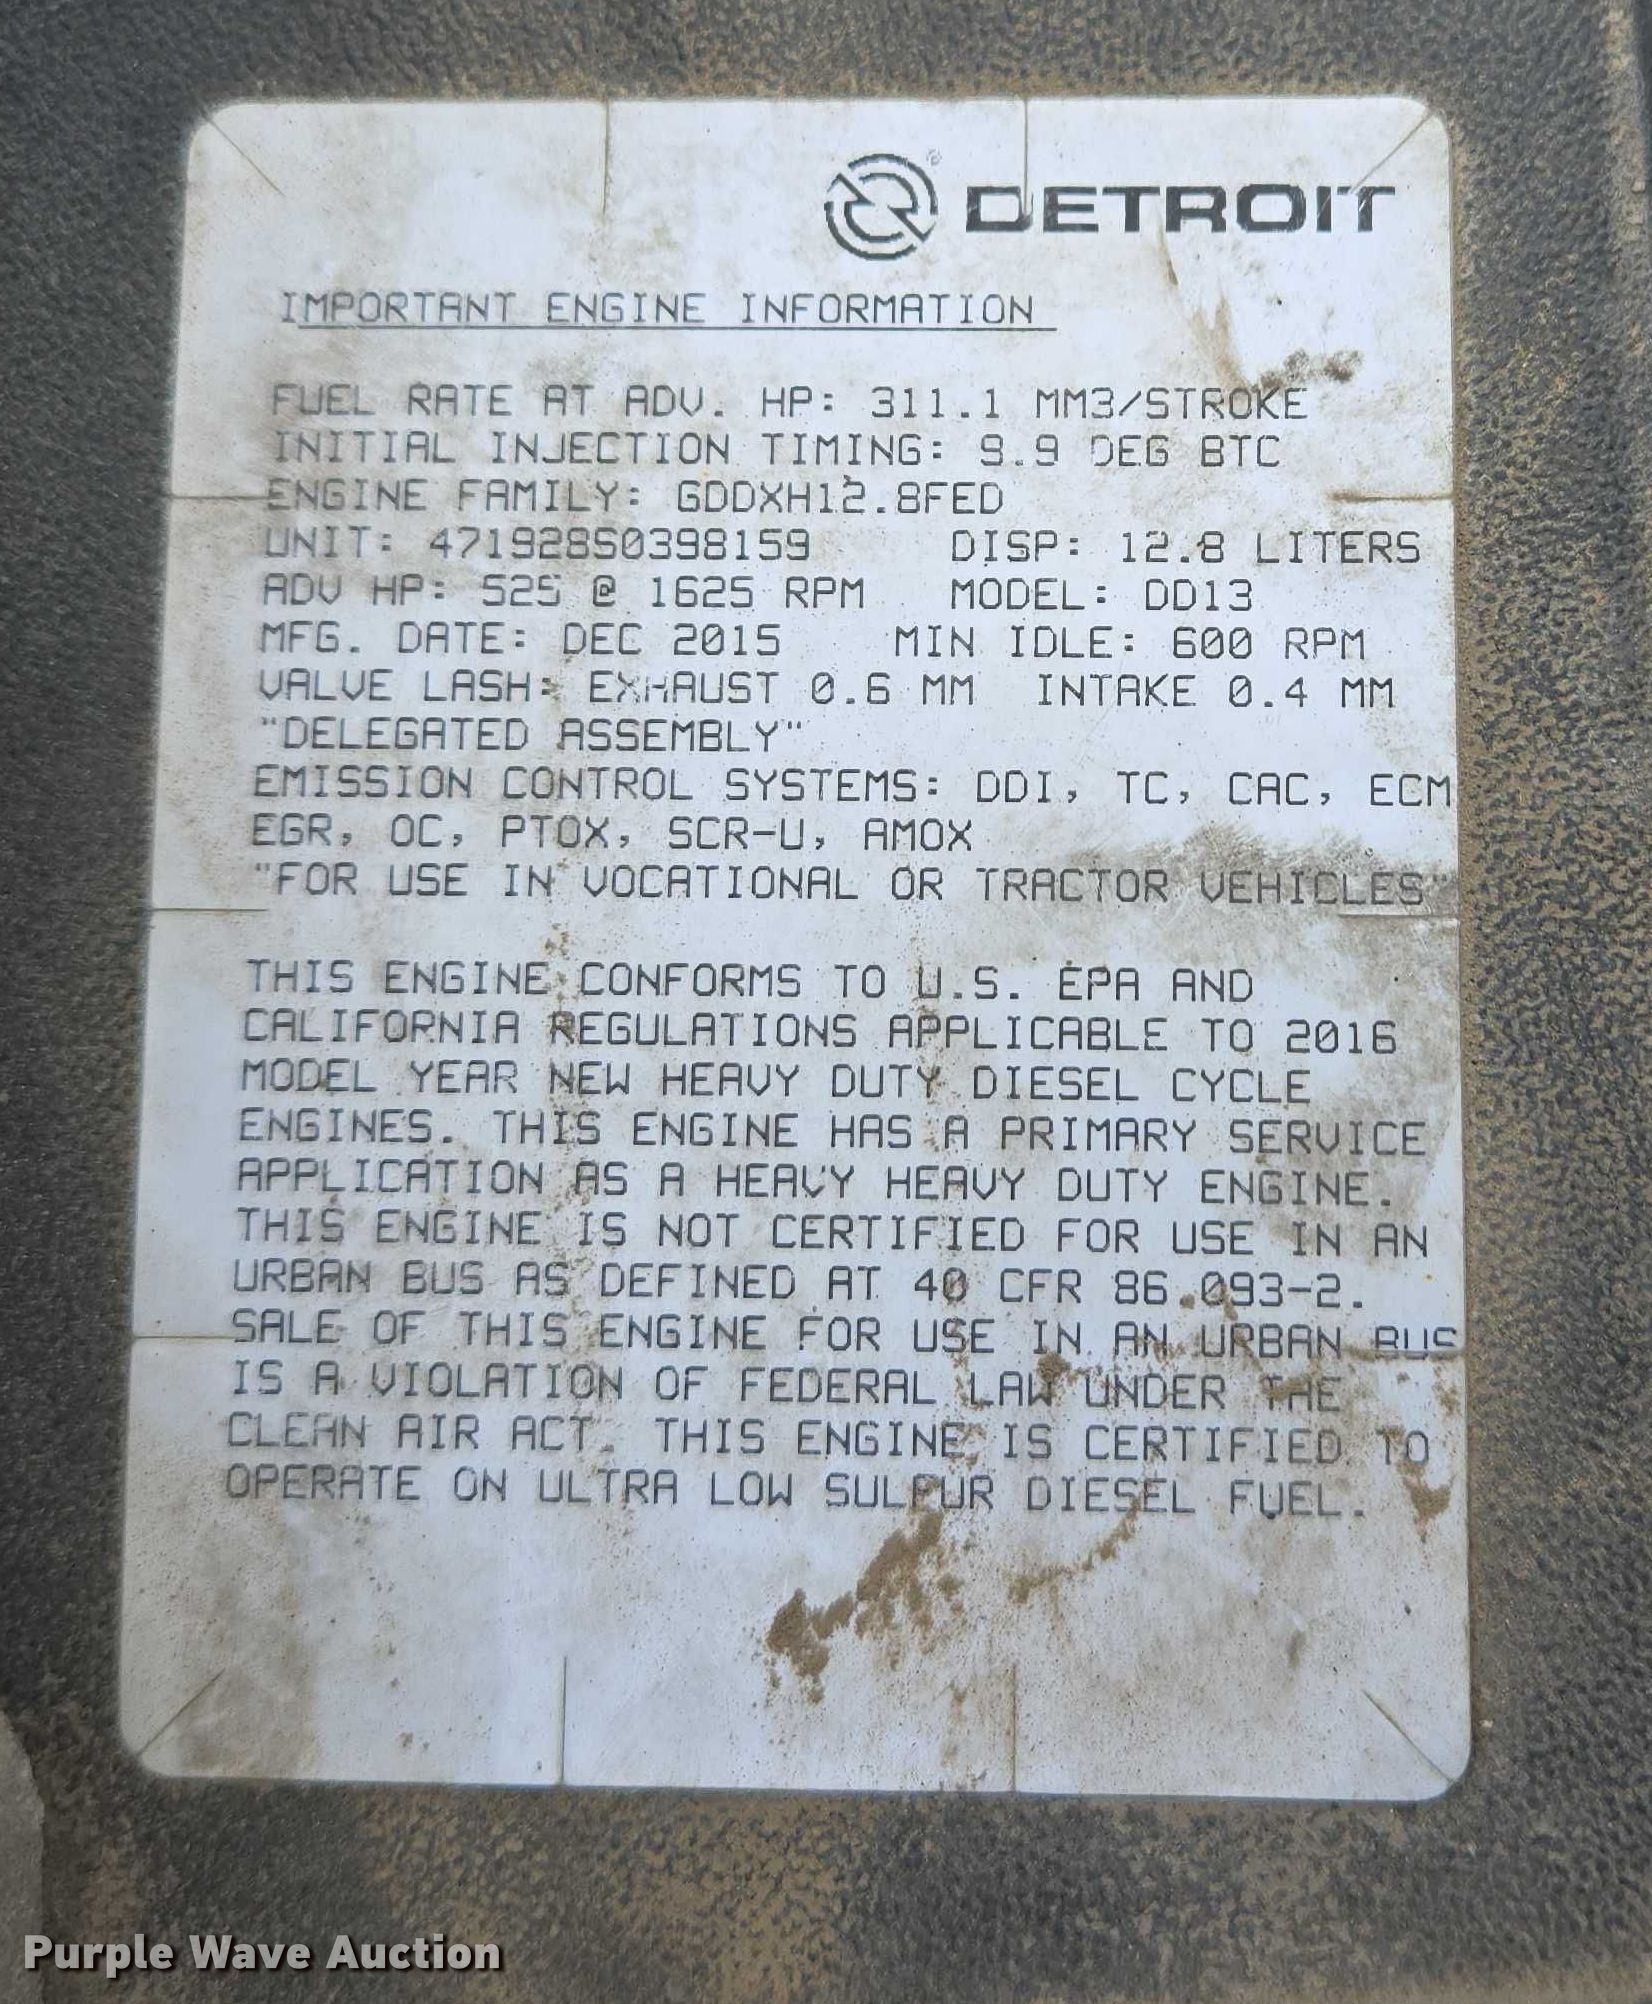 DETROIT
IMPORTANT ENGINE INFORMATION
FUEL RATE AT ADV. HP: 311.1 MM3/STROKE
INITIAL INJECTION TIMING: 9.9 DEG BTC
ENGINE FAMILY: GDDXH12.8FED
UNIT: 471928S0398159 DISP: 12.8 LITERS
ADV HP: 525 @ 1625 RPM MODEL: DD13
MFG. DATE: DEC 2015 MIN IDLE: 600 RPM
VALVE LASH: EXHAUST 0.6 MM INTAKE 0.4 MM
"DELEGATED ASSEMBLY"
EMISSION CONTROL SYSTEMS: DDI, TC, CAC, ECM
EGR, OC, PTOX, SCR-U, AMOX
"FOR USE IN VOCATIONAL OR TRACTOR VEHICLES"
THIS ENGINE CONFORMS TO U.S. EPA AND
CALIFORNIA REGULATIONS APPLICABLE TO 2016
MODEL YEAR NEW HEAVY DUTY DIESEL CYCLE
ENGINES. THIS ENGINE HAS A PRIMARY SERVICE
APPLICATION AS A HEAVY HEAVY DUTY ENGINE.
THIS ENGINE IS NOT CERTIFIED FOR USE IN AN
URBAN BUS AS DEFINED AT 40 CFR 86.093-2.
SALE OF THIS ENGINE FOR USE IN AN URBAN BUS
IS A VIOLATION OF FEDERAL LAW UNDER THE
CLEAN AIR ACT. THIS ENGINE IS CERTIFIED TO
OPERATE ON ULTRA LOW SULFUR DIESEL FUEL.
Purple Wave Auction